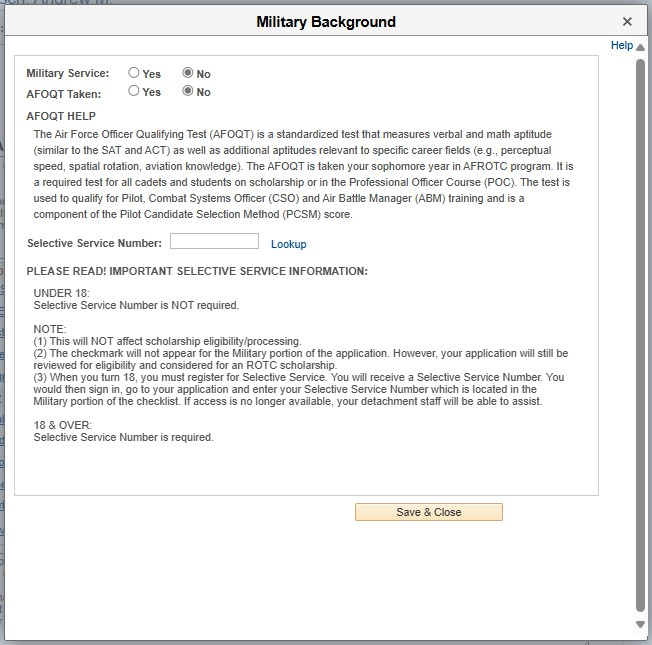 Military Background
Help
Military Service: Yes No
AFOQT Taken: Yes No
AFOQT HELP
The Air Force Officer Qualifying Test (AFOQT) is a standardized test that measures verbal and math aptitude
(similar to the SAT and ACT) as well as additional aptitudes relevant to specific career fields (e.g., perceptual
speed, spatial rotation, aviation knowledge). The AFOQT is taken your sophomore year in AFROTC program. It is
a required test for all cadets and students on scholarship or in the Professional Officer Course (POC). The test is
used to qualify for Pilot, Combat Systems Officer (CSO) and Air Battle Manager (ABM) training and is a
component of the Pilot Candidate Selection Method (PCSM) score.
Selective Service Number: Lookup
PLEASE READ! IMPORTANT SELECTIVE SERVICE INFORMATION:
UNDER 18:
Selective Service Number is NOT required.
NOTE:
(1) This will NOT affect scholarship eligibility/processing.
(2) The checkmark will not appear for the Military portion of the application. However, your application will still be
reviewed for eligibility and considered for an ROTC scholarship.
(3) When you turn 18, you must register for Selective Service. You will receive a Selective Service Number. You
would then sign in, go to your application and enter your Selective Service Number which is located in the
Military portion of the checklist. If access is no longer available, your detachment staff will be able to assist.
18 & OVER:
Selective Service Number is required.
Save & Close